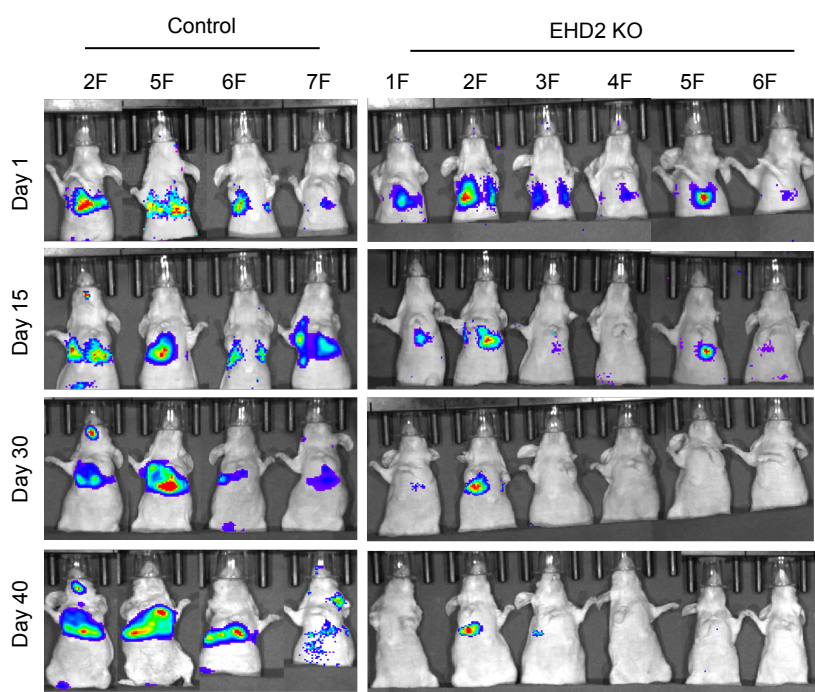 Control EHD2 KO
2F 5F 6F 7F 1F 2F 3F 4F 5F 6F
Day 1
Day 15
Day 30
Day 40